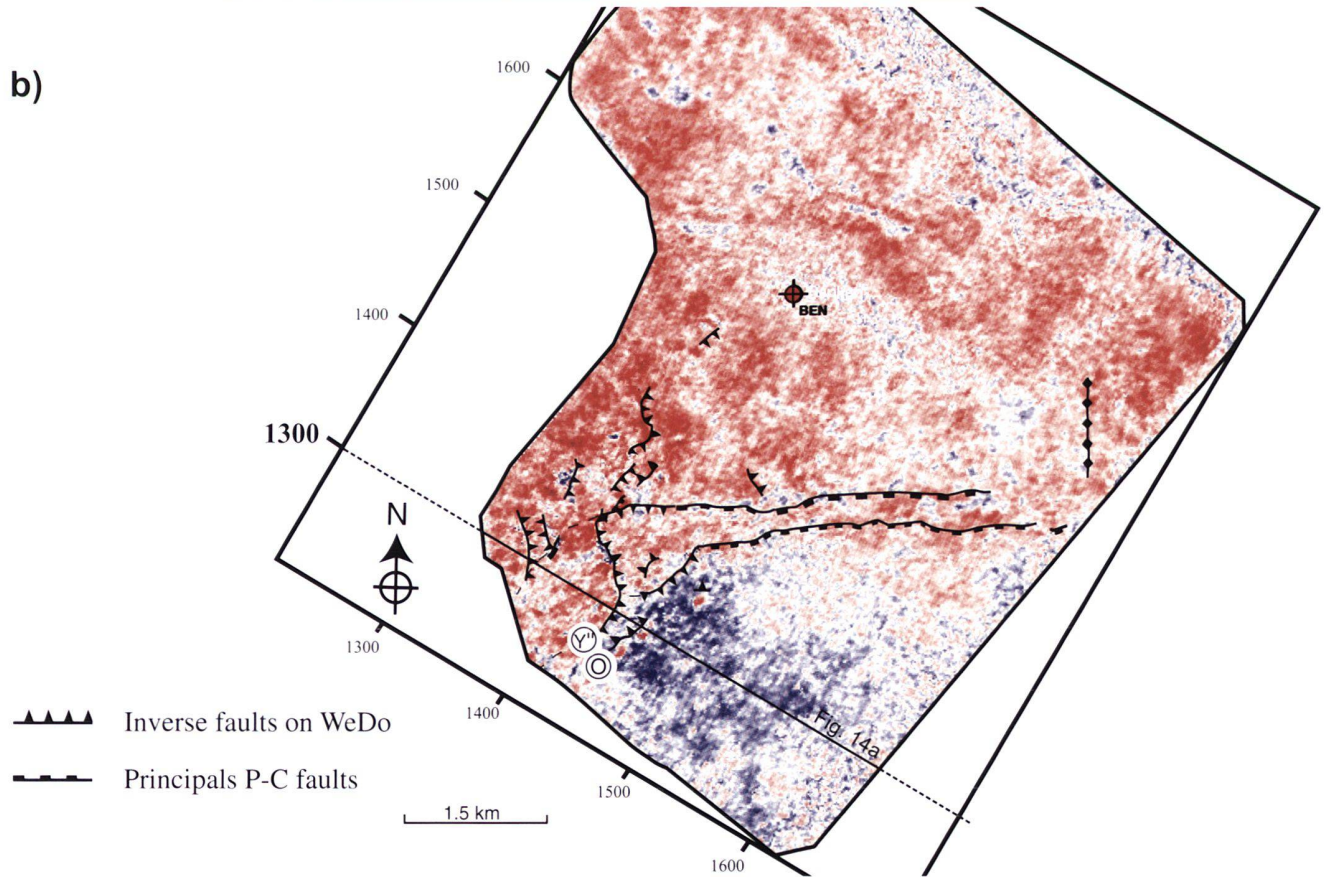 b)
1600
1500
BEN
1400
1300
N
Y"
O
1300
Inverse faults on WeDo
1400
Fig. 14a
Principals P-C faults
1500
1.5 km
1600